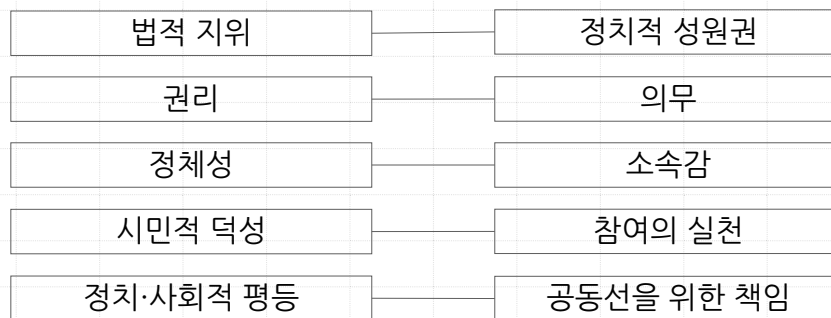 법적 지위 정치적 성원권
권리 의무
정체성 소속감
시민적 덕성 참여의 실천
정치·사회적 평등 공동선을 위한 책임